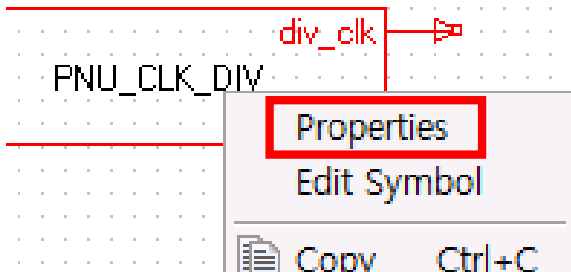 div_clk
PNU_CLK_DIV
Properties
Edit Symbol
Copy Ctrl+C